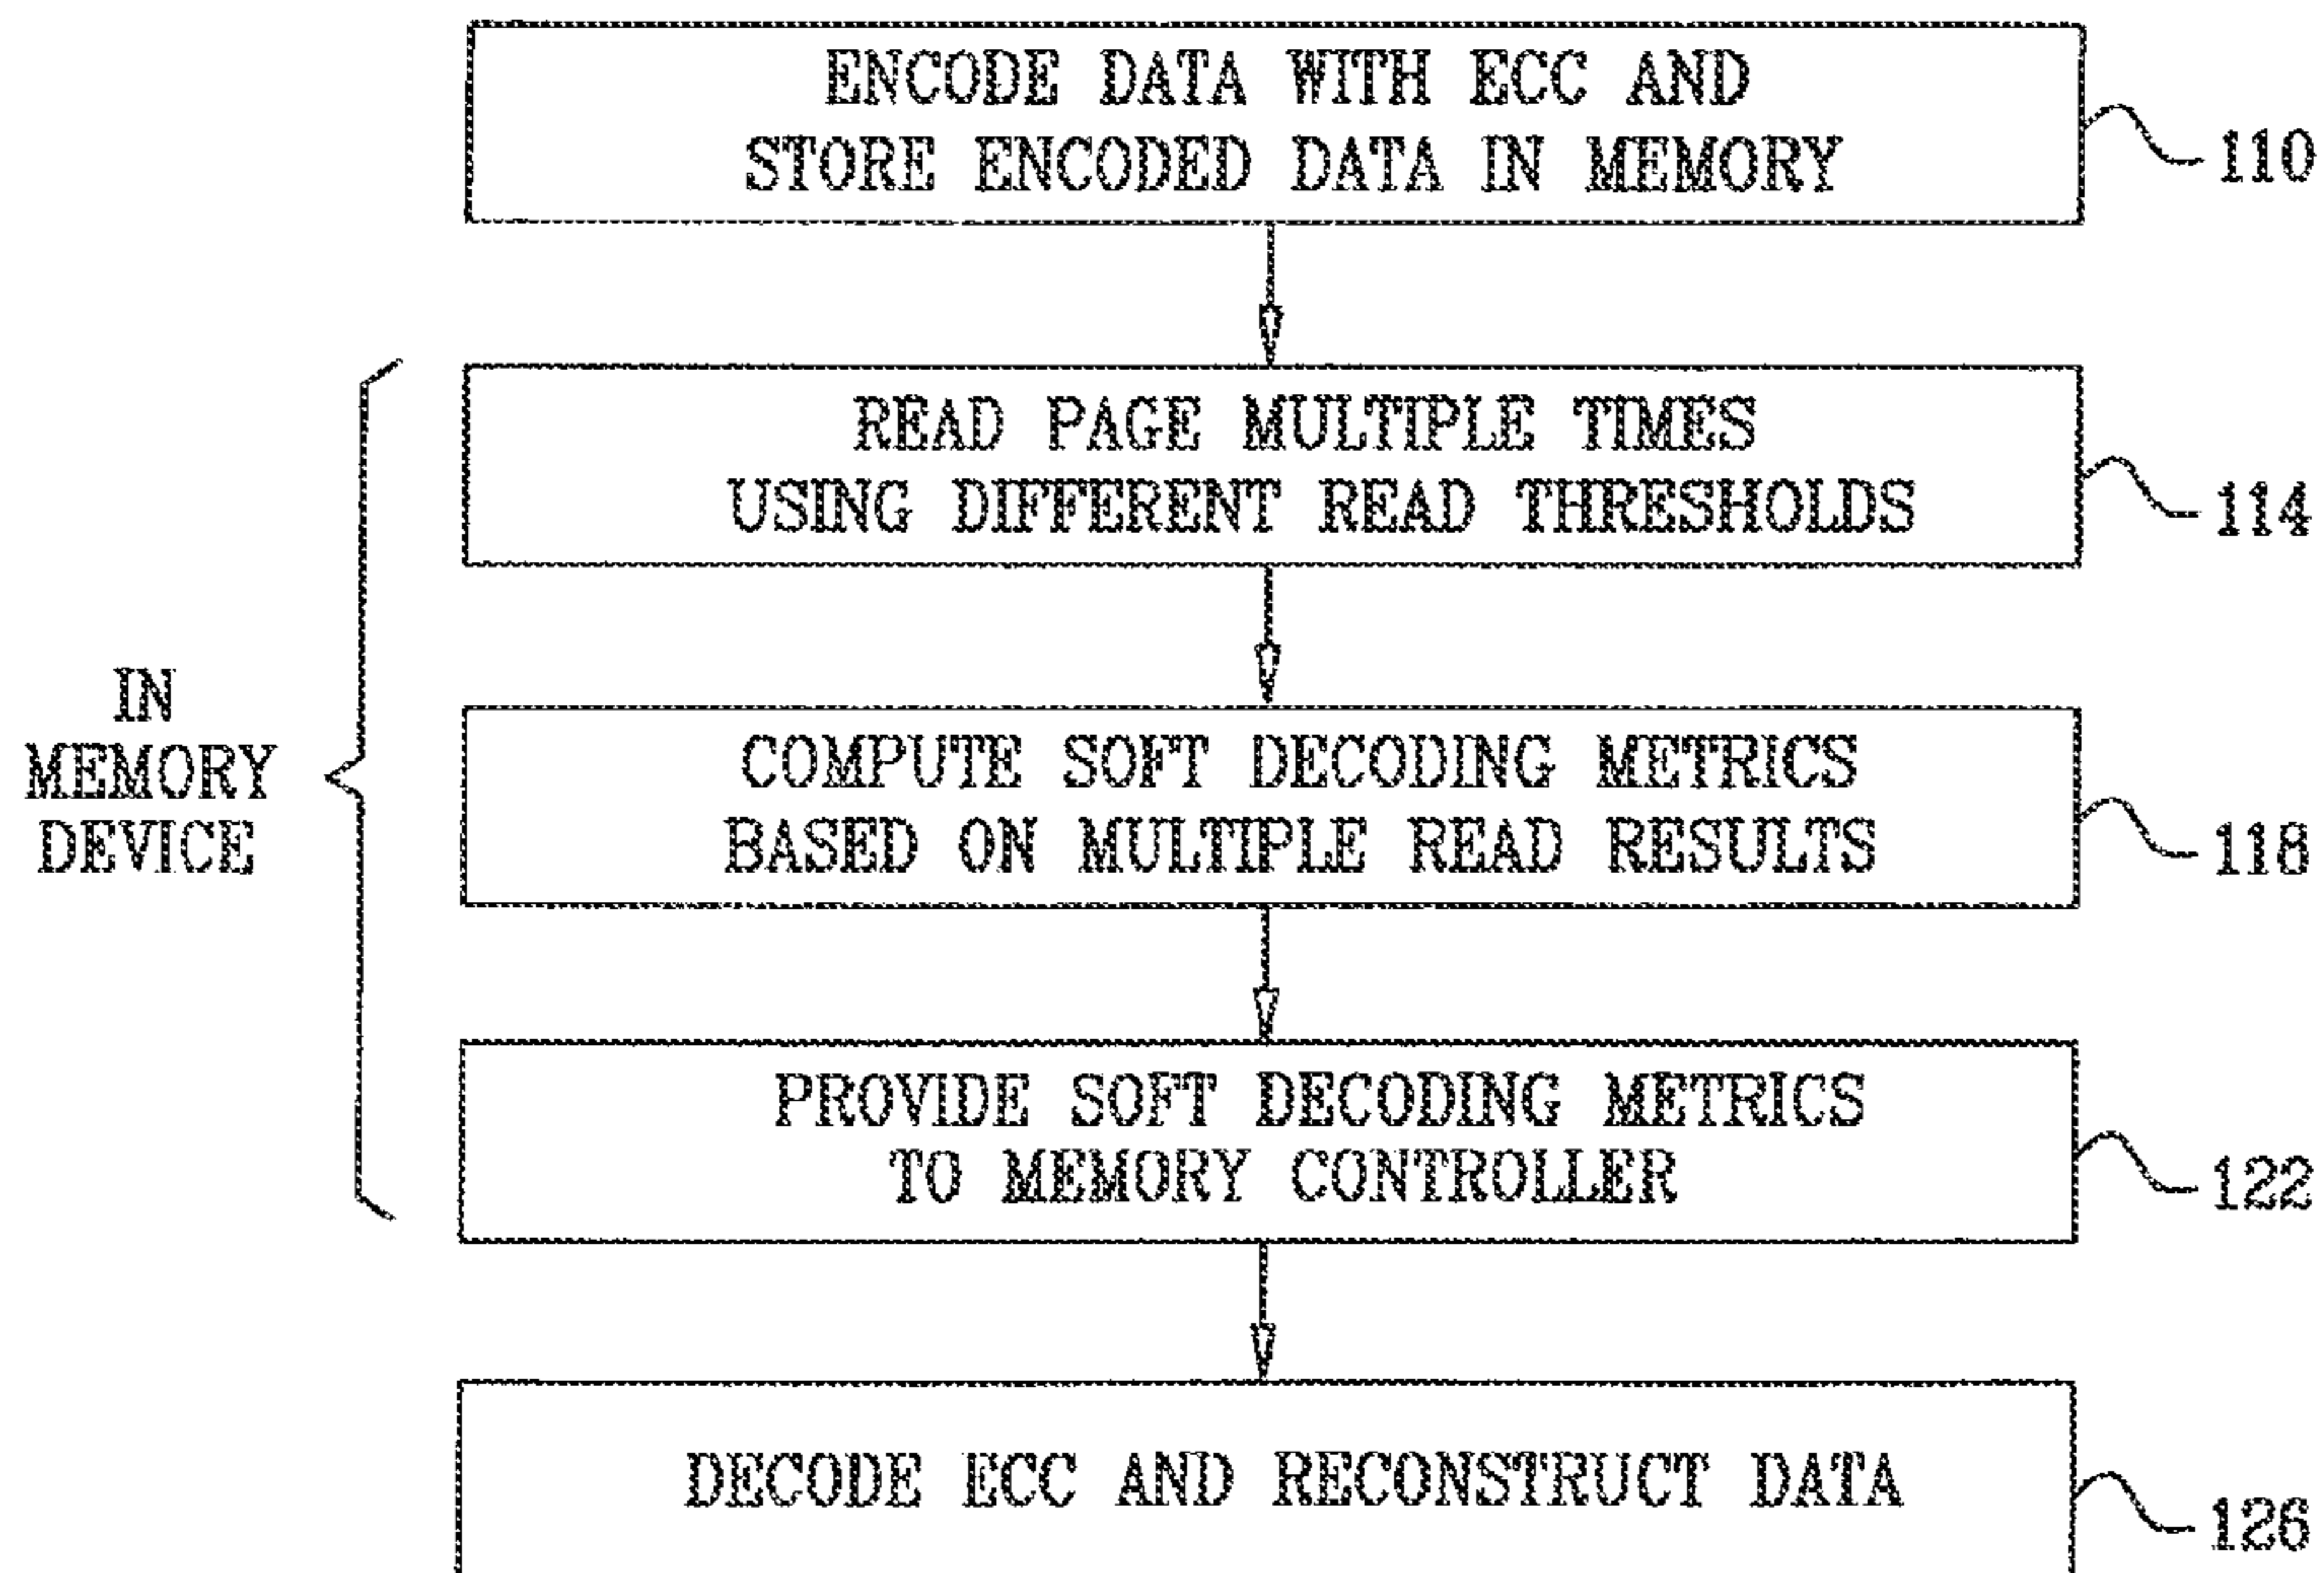 ENCODE DATA WITH ECC AND
STORE ENCODED DATA IN MEMORY
110
READ PAGE MULTIPLE TIMES
USING DIFFERENT READ THRESHOLDS
114
IN
MEMORY
DEVICE
COMPUTE SOFT DECODING METRICS
BASED ON MULTIPLE READ RESULTS
118
PROVIDE SOFT DECODING METRICS
TO MEMORY CONTROLLER
122
DECODE ECC AND RECONSTRUCT DATA
126